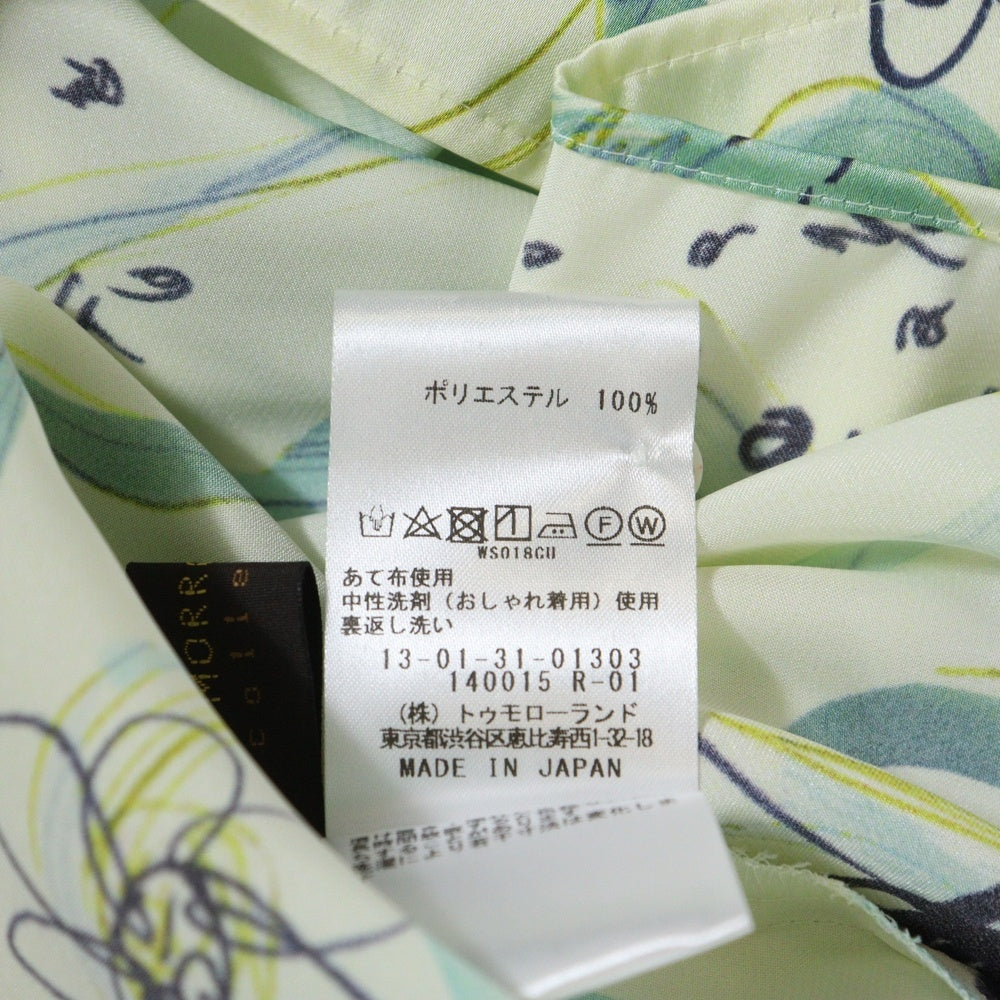 ポリエステル 100%
WS018CU
あて布使用
中性洗剤（おしゃれ着用）使用
裏返し洗い
13-01-31-01303
140015 R-01
（株）トゥモローランド
東京都渋谷区恵比寿西1-32-18
MADE IN JAPAN
F W
MORR